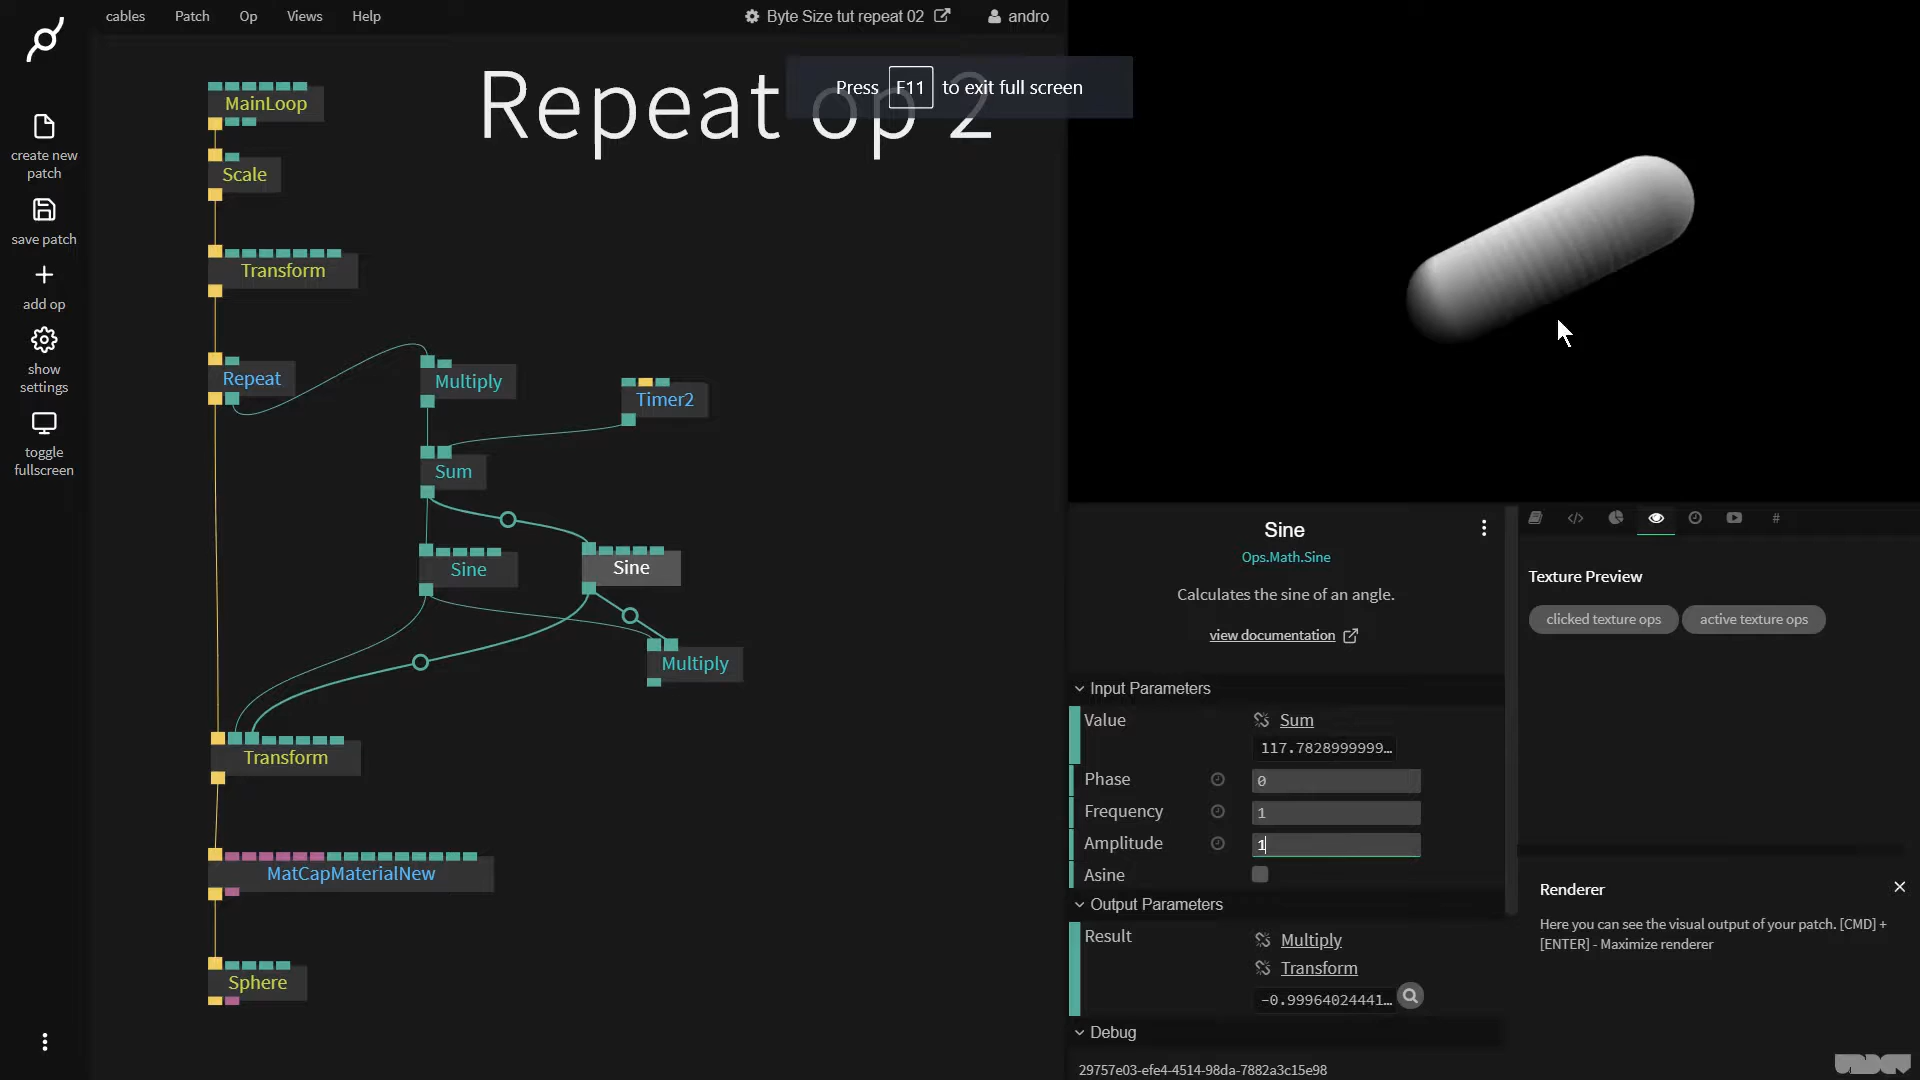 cables
Patch
Op
Views
Help
Byte Size tut repeat 02
andro
create new
patch
save patch
add op
show
settings
toggle
fullscreen
Repeat op 2
Press F11 to exit full screen
MainLoop
Scale
Transform
Repeat
Multiply
Timer2
Sum
Sine
Sine
Multiply
Transform
MatCapMaterialNew
Sphere
Sine
Ops.Math.Sine
Calculates the sine of an angle.
view documentation
Input Parameters
Value
Sum
117.7828999999…
Phase
0
Frequency
1
Amplitude
1
Asine
Output Parameters
Result
Multiply
Transform
-0.99964024441…
Debug
29757e03-efe4-4514-98da-7882a3c15e98
#
Texture Preview
clicked texture ops
active texture ops
Renderer
Here you can see the visual output of your patch. [CMD] +
[ENTER] - Maximize renderer